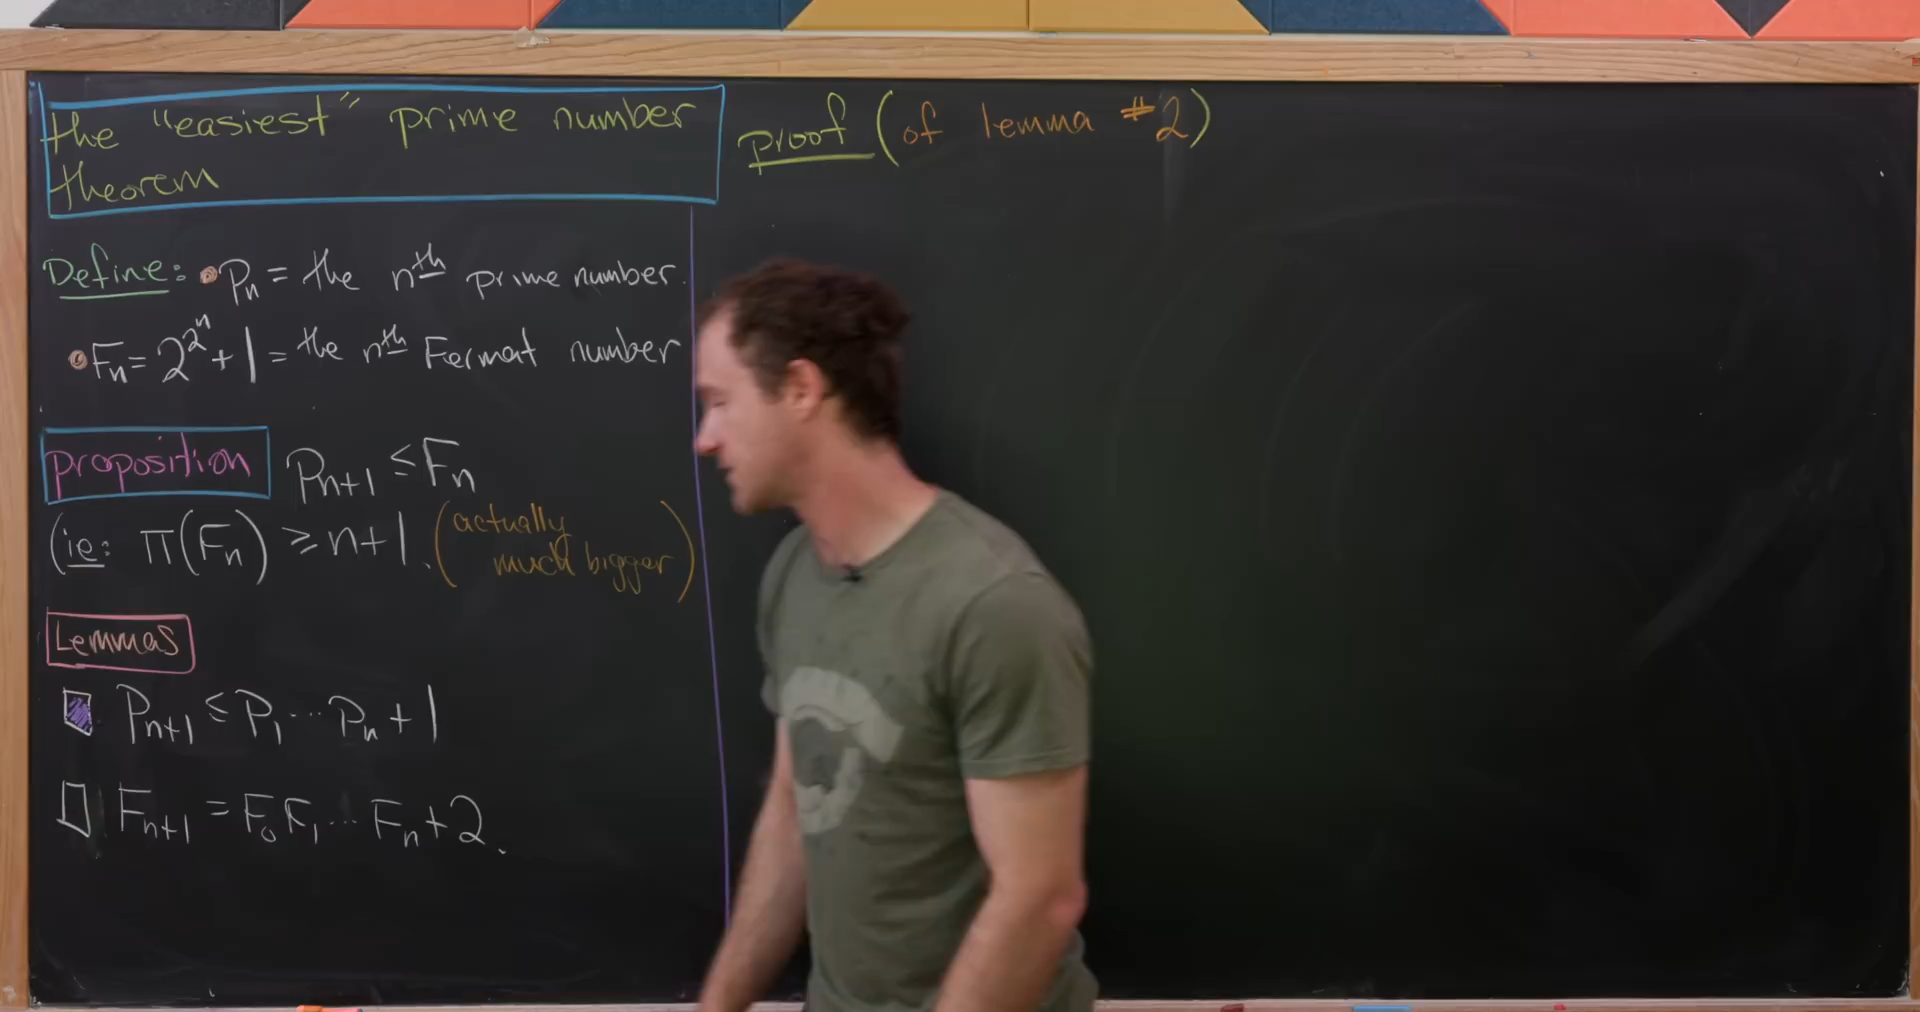 the "easiest" prime number
theorem
Define: • Pₙ = the nᵗʰ prime number.
• Fₙ = 2^2^n + 1 = the nᵗʰ Fermat number
proposition Pₙ₊₁ ≤ Fₙ
(ie: π(Fₙ) ≥ n+1. (actually
much bigger)
Lemmas
Pₙ₊₁ ≤ P₁ ... Pₙ + 1
Fₙ₊₁ = F₀F₁ ... Fₙ + 2.
proof (of lemma #2)